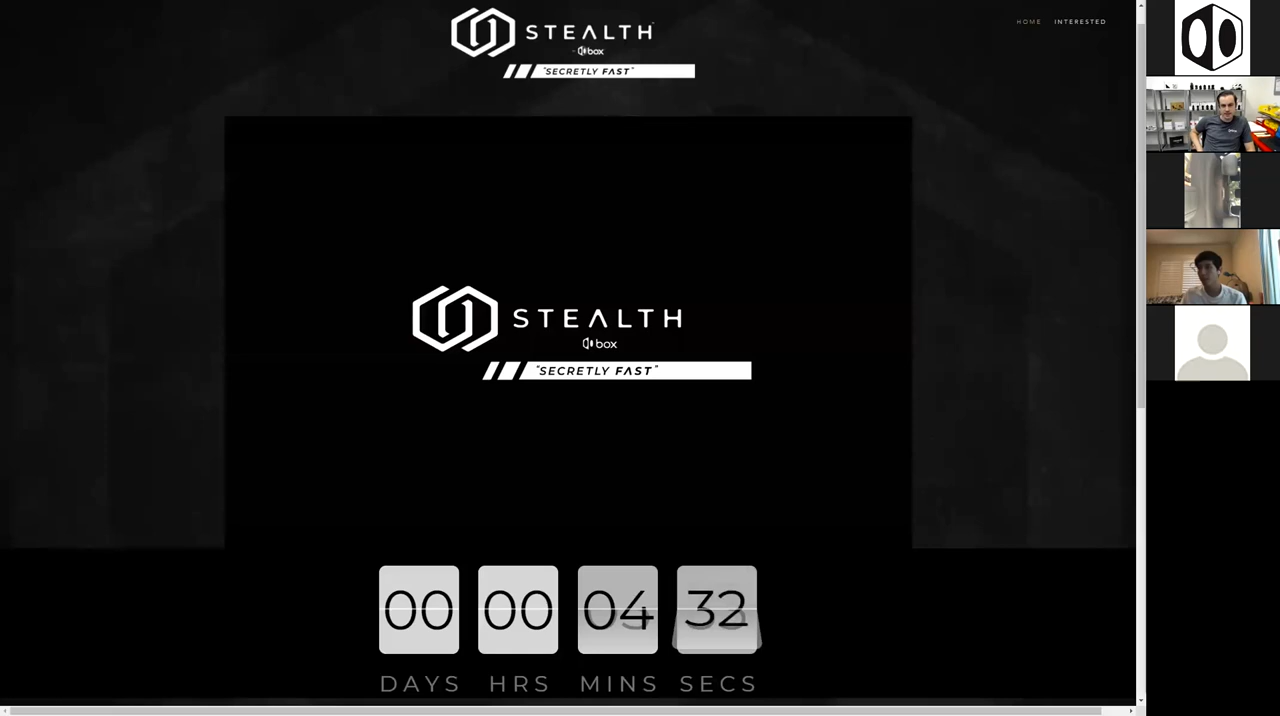 HOME INTERESTED
STEALTH
box
"SECRETLY FAST"
STEALTH
box
"SECRETLY FAST"
00 00 04 32
DAYS HRS MINS SECS